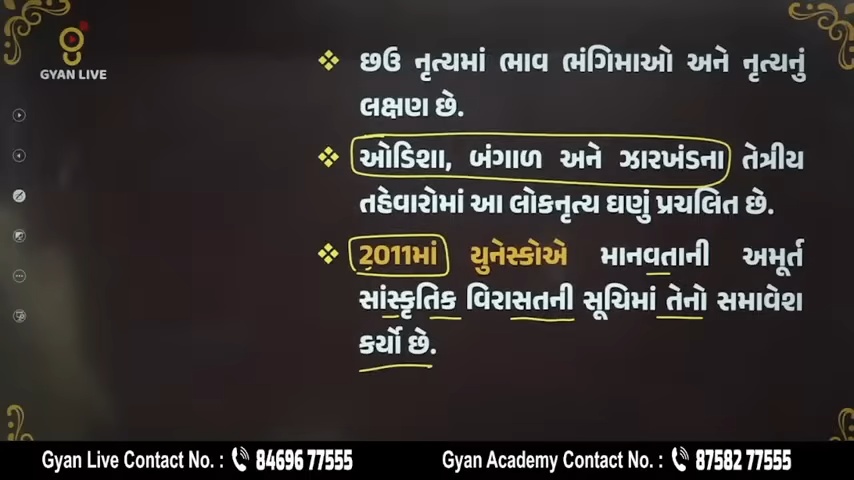 GYAN LIVE
છઉ નૃત્યમાં ભાવ ભંગિમાઓ અને નૃત્યનું
લક્ષણ છે.
ઓડિશા, બંગાળ અને ઝારખંડના તેત્રીય
તહેવારોમાં આ લોકનૃત્ય ઘણું પ્રચલિત છે.
2011માં યુનેસ્કોએ માનવતાની અમૂર્ત
સાંસ્કૃતિક વિરાસતની સૂચિમાં તેનો સમાવેશ
કર્યો છે.
Gyan Live Contact No. : 84696 77555
Gyan Academy Contact No. : 87582 77555